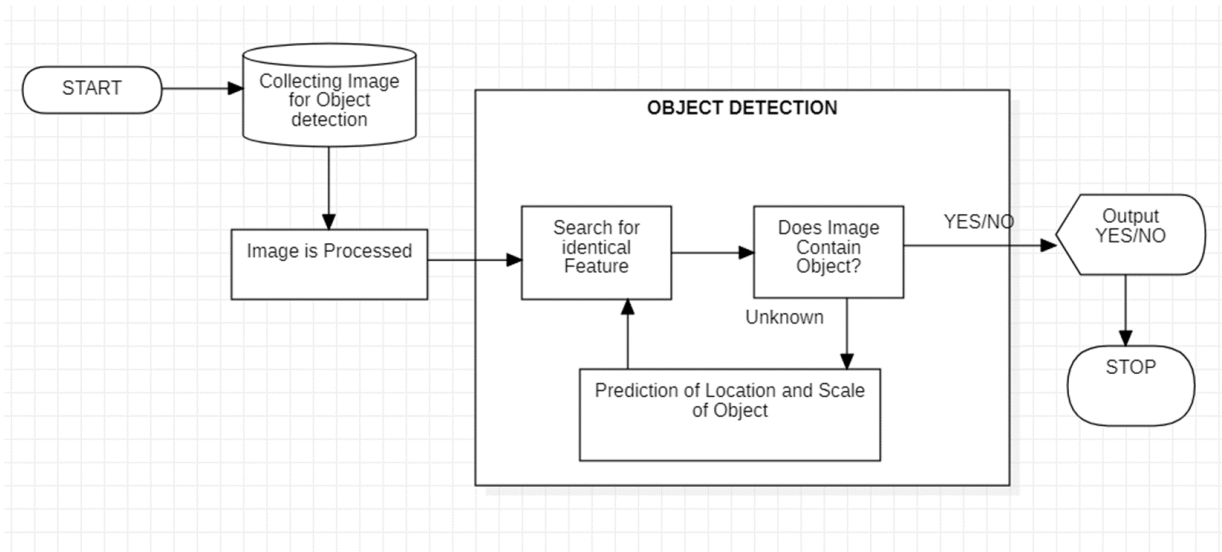 START
Collecting Image
for Object
detection
Image is Processed
OBJECT DETECTION
Search for
identical
Feature
Does Image
Contain
Object?
YES/NO
Unknown
Prediction of Location and Scale
of Object
Output
YES/NO
STOP